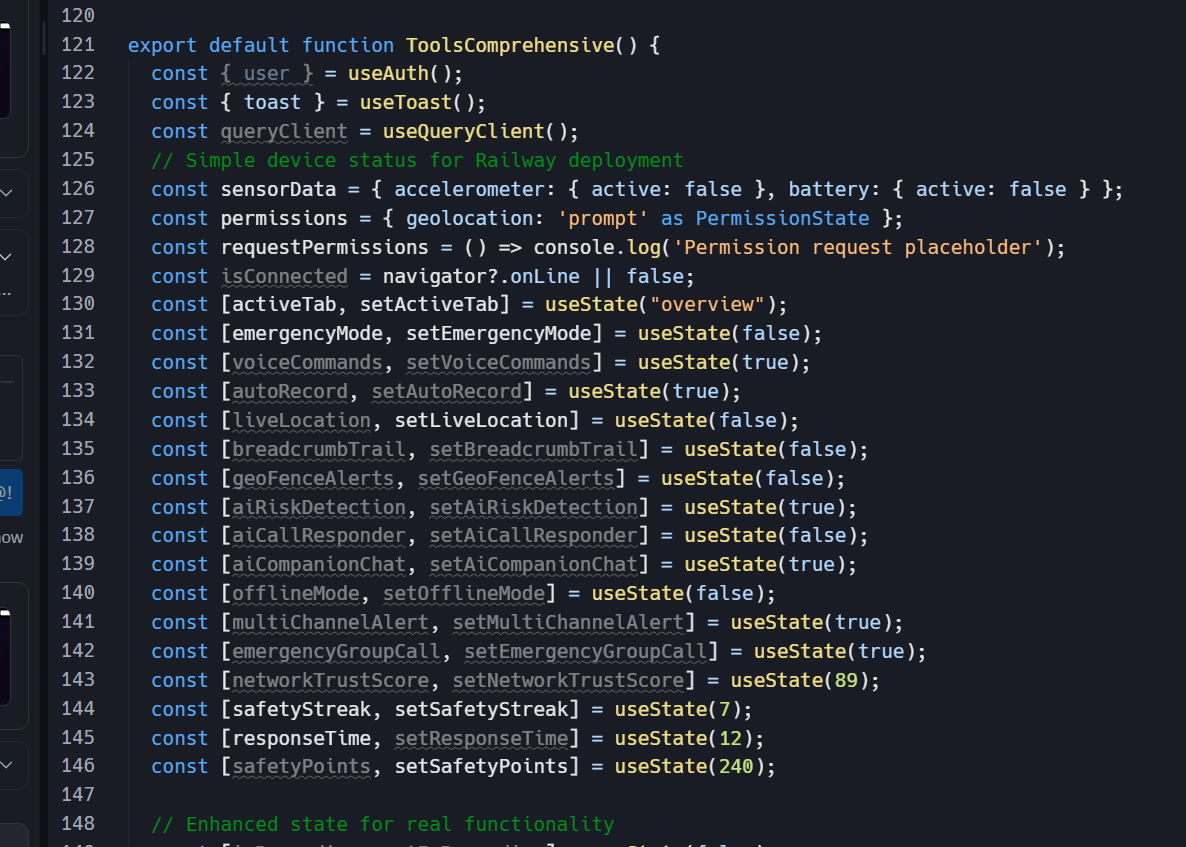 120
121 export default function ToolsComprehensive() {
122 const { user } = useAuth();
123 const { toast } = useToast();
124 const queryClient = useQueryClient();
125 // Simple device status for Railway deployment
126 const sensorData = { accelerometer: { active: false }, battery: { active: false } };
127 const permissions = { geolocation: 'prompt' as PermissionState };
128 const requestPermissions = () => console.log('Permission request placeholder');
129 const isConnected = navigator?.onLine || false;
130 const [activeTab, setActiveTab] = useState("overview");
131 const [emergencyMode, setEmergencyMode] = useState(false);
132 const [voiceCommands, setVoiceCommands] = useState(true);
133 const [autoRecord, setAutoRecord] = useState(true);
134 const [liveLocation, setLiveLocation] = useState(false);
135 const [breadcrumbTrail, setBreadcrumbTrail] = useState(false);
136 const [geoFenceAlerts, setGeoFenceAlerts] = useState(false);
137 const [aiRiskDetection, setAiRiskDetection] = useState(true);
138 const [aiCallResponder, setAiCallResponder] = useState(false);
139 const [aiCompanionChat, setAiCompanionChat] = useState(true);
140 const [offlineMode, setOfflineMode] = useState(false);
141 const [multiChannelAlert, setMultiChannelAlert] = useState(true);
142 const [emergencyGroupCall, setEmergencyGroupCall] = useState(true);
143 const [networkTrustScore, setNetworkTrustScore] = useState(89);
144 const [safetyStreak, setSafetyStreak] = useState(7);
145 const [responseTime, setResponseTime] = useState(12);
146 const [safetyPoints, setSafetyPoints] = useState(240);
147
148 // Enhanced state for real functionality